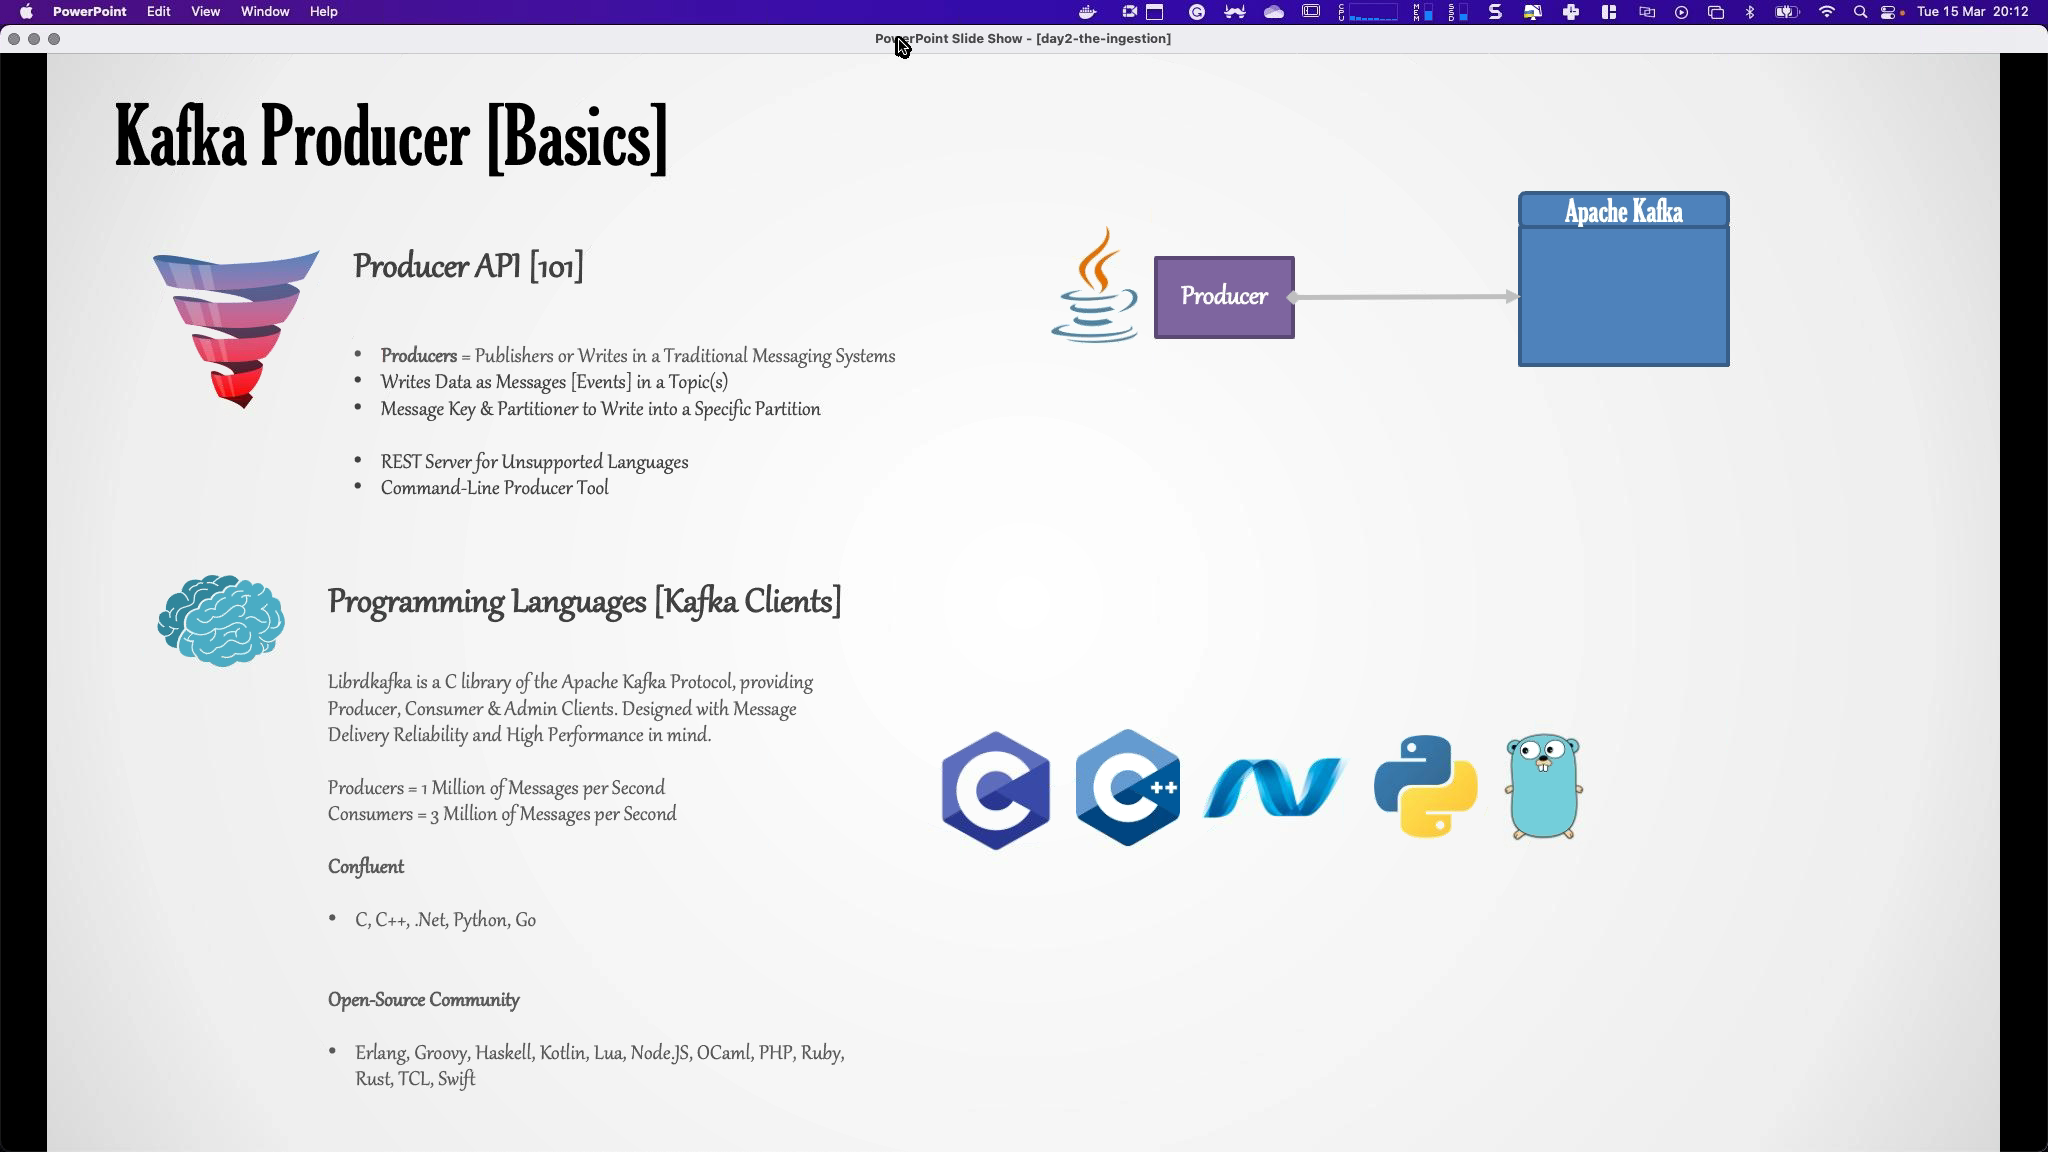 PowerPoint Edit View Window Help Tue 15 Mar 20:12
PowerPoint Slide Show - [day2-the-ingestion]
Kafka Producer [Basics]
Producer API [101]
• Producers = Publishers or Writes in a Traditional Messaging Systems
• Writes Data as Messages [Events] in a Topic(s)
• Message Key & Partitioner to Write into a Specific Partition
• REST Server for Unsupported Languages
• Command-Line Producer Tool
Producer
Apache Kafka
Programming Languages [Kafka Clients]
Librdkafka is a C library of the Apache Kafka Protocol, providing
Producer, Consumer & Admin Clients. Designed with Message
Delivery Reliability and High Performance in mind.
Producers = 1 Million of Messages per Second
Consumers = 3 Million of Messages per Second
Confluent
• C, C++, .Net, Python, Go
Open-Source Community
• Erlang, Groovy, Haskell, Kotlin, Lua, Node.JS, OCaml, PHP, Ruby,
Rust, TCL, Swift
C
C++